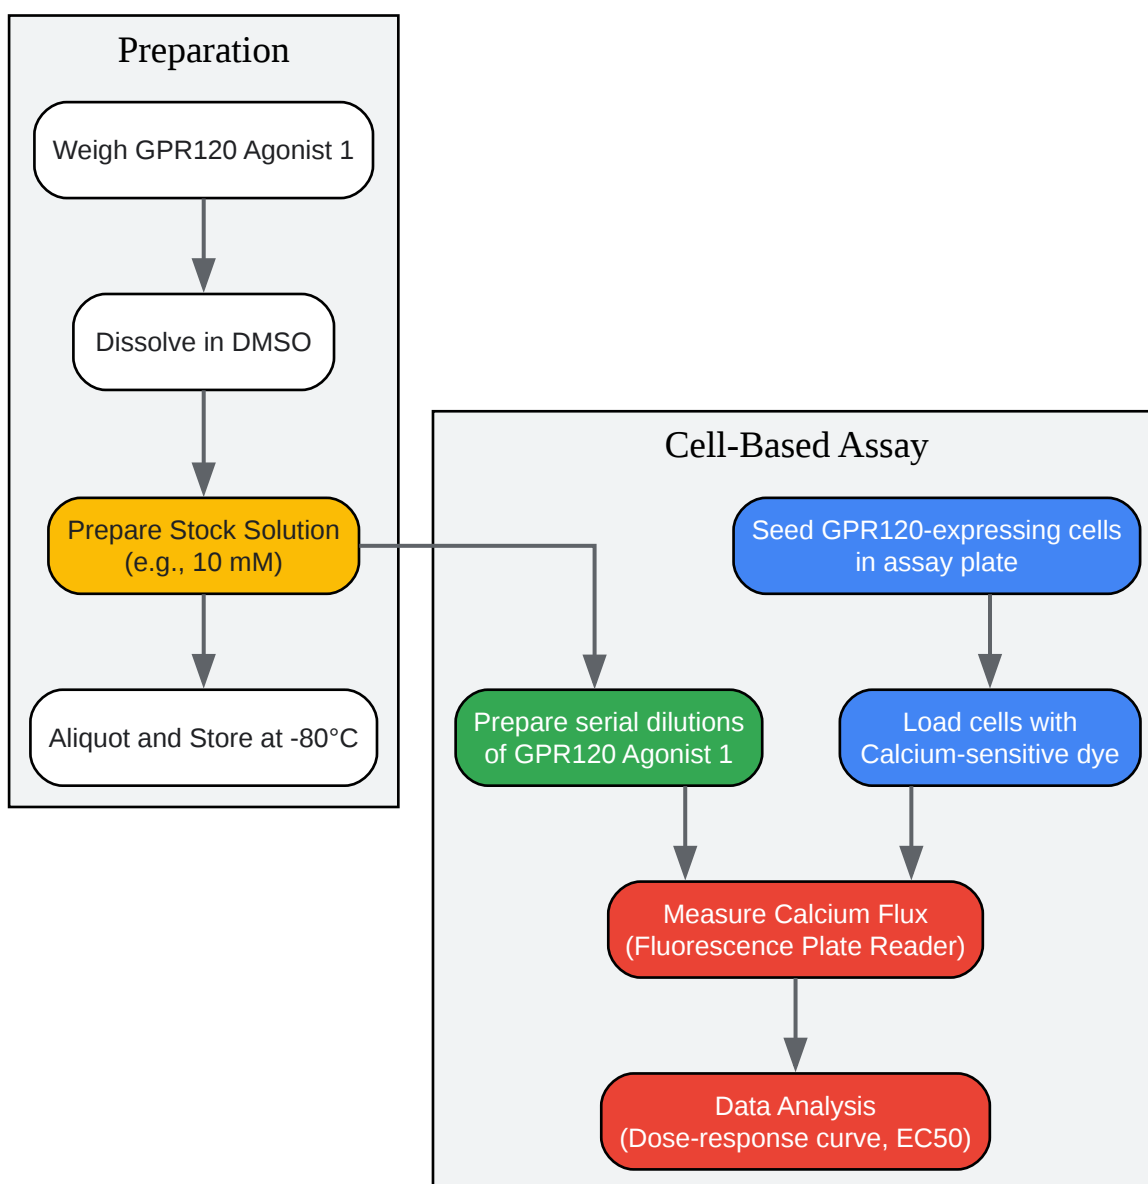 Preparation
Weigh GPR120 Agonist 1
Dissolve in DMSO
Prepare Stock Solution
(e.g., 10 mM)
Aliquot and Store at -80°C
Cell-Based Assay
Seed GPR120-expressing cells
in assay plate
Prepare serial dilutions
of GPR120 Agonist 1
Load cells with
Calcium-sensitive dye
Measure Calcium Flux
(Fluorescence Plate Reader)
Data Analysis
(Dose-response curve, EC50)